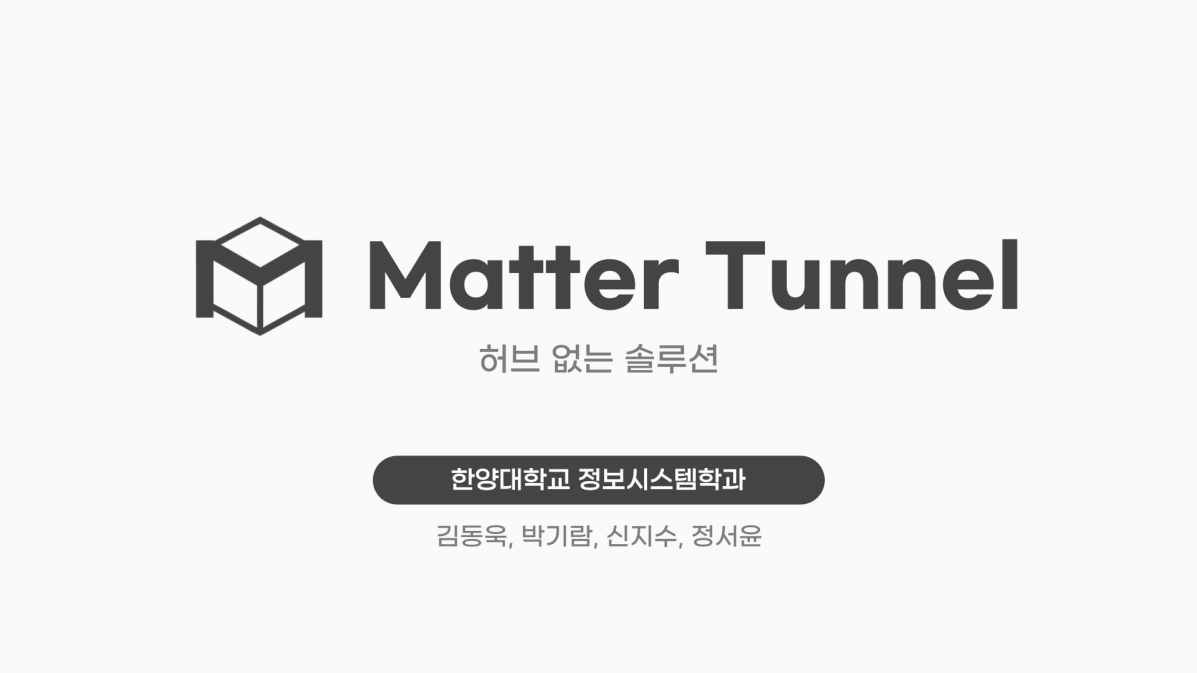 Matter Tunnel
허브 없는 솔루션
한양대학교 정보시스템학과
김동욱, 박기람, 신지수, 정서윤